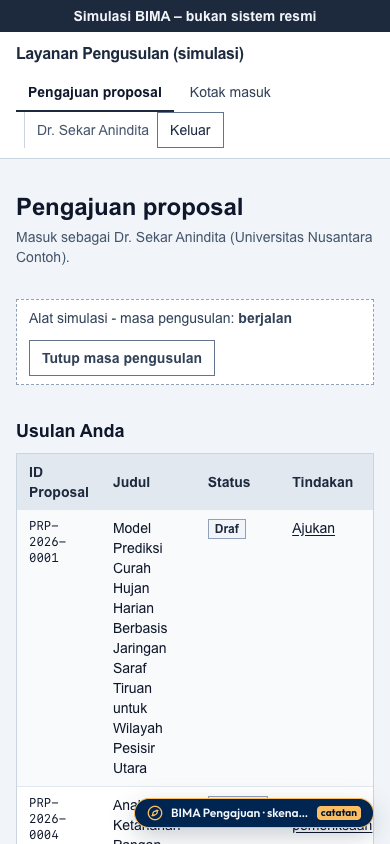 Simulasi BIMA – bukan sistem resmi
Layanan Pengusulan (simulasi)
Pengajuan proposal
Kotak masuk
Dr. Sekar Anindita
Keluar
Pengajuan proposal
Masuk sebagai Dr. Sekar Anindita (Universitas Nusantara
Contoh).
Alat simulasi - masa pengusulan: berjalan
Tutup masa pengusulan
Usulan Anda
ID
Proposal
Judul
Status
Tindakan
PRP-
2026-
0001
Model
Prediksi
Curah
Hujan
Harian
Berbasis
Jaringan
Saraf
Tiruan
untuk
Wilayah
Pesisir
Utara
Draf
Ajukan
PRP-
2026-
0004
BIMA Pengajuan · skena...
catatan